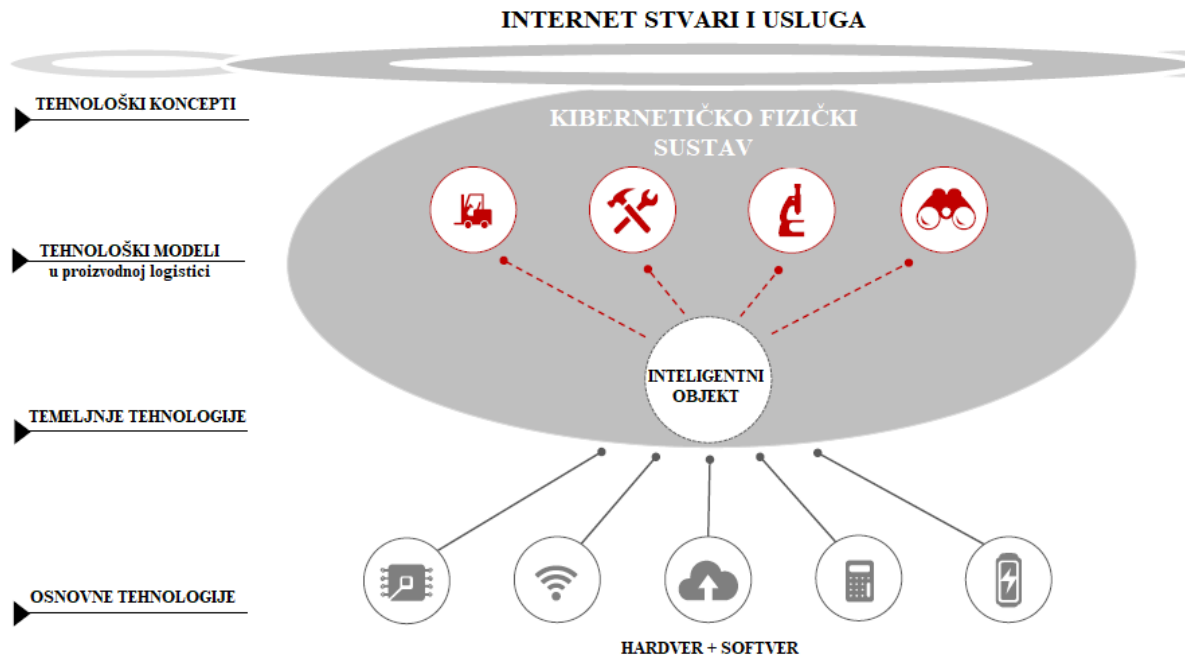 INTERNET STVARI I USLUGA
TEHNOLOŠKI KONCEPTI
KIBERNETIČKO FIZIČKI
SUSTAV
TEHNOLOŠKI MODELI
u proizvodnoj logistici
INTELIGENTNI
OBJEKT
TEMELJNJE TEHNOLOGIJE
OSNOVNE TEHNOLOGIJE
HARDVER + SOFTVER